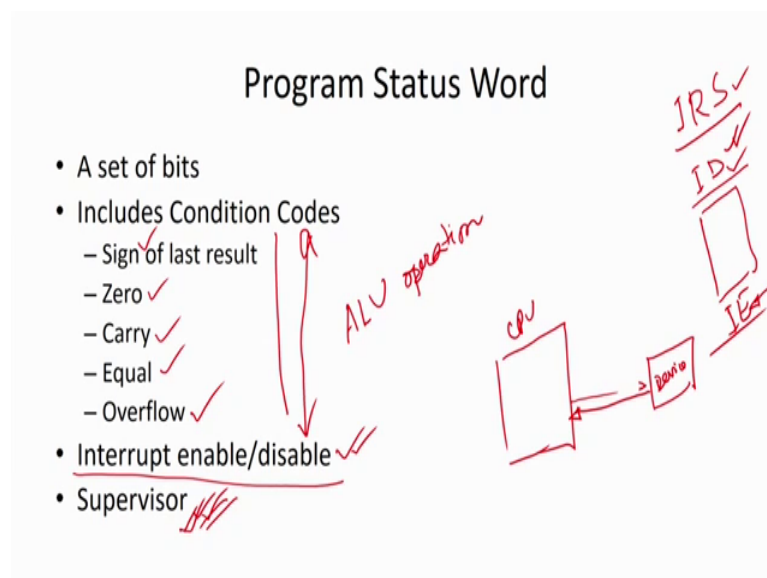 Program Status Word
• A set of bits
• Includes Condition Codes
– Sign of last result
– Zero
– Carry
– Equal
– Overflow
• Interrupt enable/disable
• Supervisor
ALU operation
CPU
Device
IRS
ID
IE